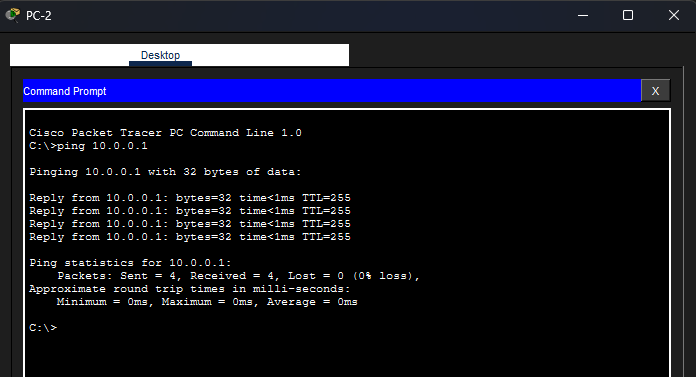 PC-2
Desktop
Command Prompt
X
Cisco Packet Tracer PC Command Line 1.0
C:\>ping 10.0.0.1
Pinging 10.0.0.1 with 32 bytes of data:
Reply from 10.0.0.1: bytes=32 time<1ms TTL=255
Reply from 10.0.0.1: bytes=32 time<1ms TTL=255
Reply from 10.0.0.1: bytes=32 time<1ms TTL=255
Reply from 10.0.0.1: bytes=32 time<1ms TTL=255
Ping statistics for 10.0.0.1:
    Packets: Sent = 4, Received = 4, Lost = 0 (0% loss),
Approximate round trip times in milli-seconds:
    Minimum = 0ms, Maximum = 0ms, Average = 0ms
C:\>